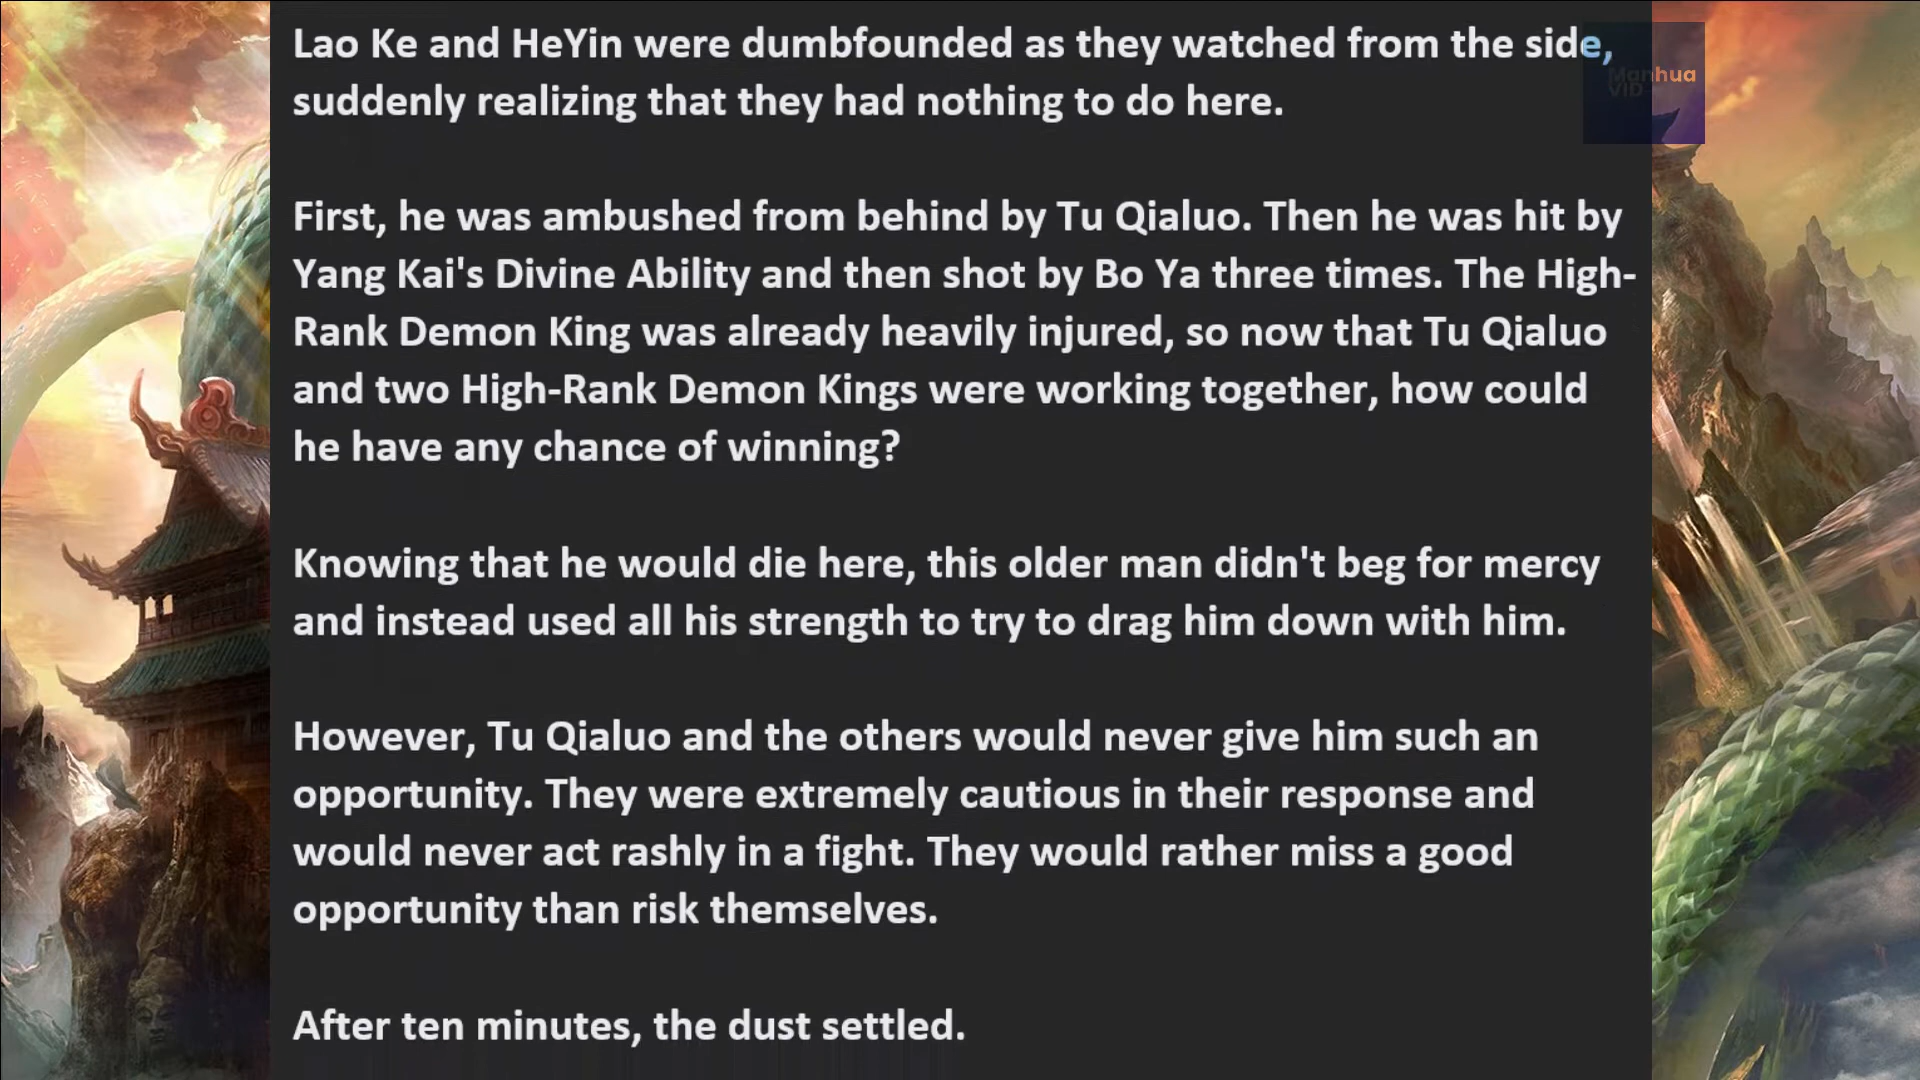 Lao Ke and HeYin were dumbfounded as they watched from the side,
suddenly realizing that they had nothing to do here.
Manhua
VID
First, he was ambushed from behind by Tu Qialuo. Then he was hit by
Yang Kai's Divine Ability and then shot by Bo Ya three times. The High-
Rank Demon King was already heavily injured, so now that Tu Qialuo
and two High-Rank Demon Kings were working together, how could
he have any chance of winning?
Knowing that he would die here, this older man didn't beg for mercy
and instead used all his strength to try to drag him down with him.
However, Tu Qialuo and the others would never give him such an
opportunity. They were extremely cautious in their response and
would never act rashly in a fight. They would rather miss a good
opportunity than risk themselves.
After ten minutes, the dust settled.